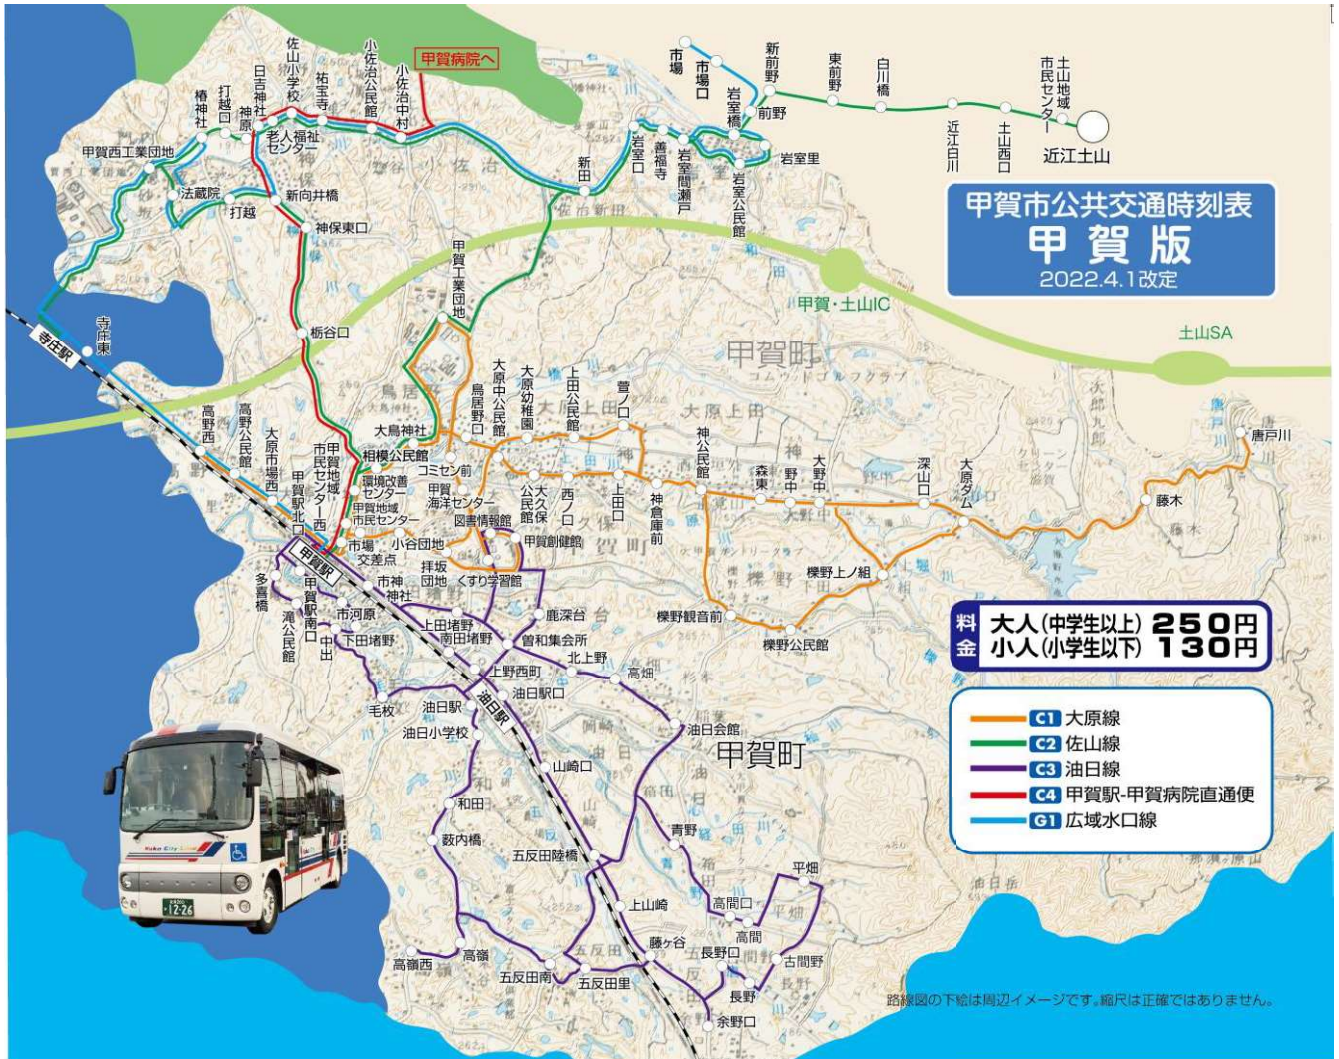 甲賀病院へ
市場
市場口
新前野
東前野
白川橋
土山地域
市民センター
近江土山
土山西口
近江白川
前野
岩室橋
岩室里
岩室公民館
岩室間瀬戸
善福寺
岩室口
新田
小佐治中村
小佐治公民館
祐宝寺
佐山小学校
老人福祉
センター
日吉神社
神原
打越口
椿神社
甲賀西工業団地
法蔵院
打越
新向井橋
神保東口
栃谷口
寺庄東
寺庄駅
高野西
高野公民館
大原市場西
甲賀駅北口
甲賀地域
市民センター西
甲賀工業団地
甲賀市公共交通時刻表
甲賀版
2022.4.1改定
甲賀・土山IC
土山SA
甲賀町
大鳥神社
相模公民館
環境改善
センター
甲賀地域
市民センター
市場
交差点
鳥居野口
コミセン前
甲賀
海洋センター
小谷団地
拝坂
団地
図書情報館
甲賀創健館
くすり学習館
大原中公民館
大原幼稚園
上田公民館
萱ノ口
大久保
公民館
西ノ口
上田口
神倉庫前
神公民館
森東
野中
大野中
深山口
大原ダム
藤木
唐戸川
櫟野上ノ組
櫟野観音前
櫟野公民館
甲賀駅
多喜橋
滝公民館
甲賀駅南口
市河原
中出
下田堵野
毛枚
市神
神社
上田堵野
南田堵野
鹿深台
曽和集会所
上野西町
北上野
高畑
油日駅口
油日駅
油日駅
油日小学校
油日会館
甲賀町
和田
薮内橋
高嶺
高嶺西
山崎口
五反田陸橋
上山崎
藤ヶ谷
五反田南
五反田里
青野
高間口
高間
平畑
古間野
長野
長野口
余野口
料金
大人(中学生以上) 250円
小人(小学生以下) 130円
C1 大原線
C2 佐山線
C3 油日線
C4 甲賀駅-甲賀病院直通便
G1 広域水口線
Koka City Line
12-26
路線図の下絵は周辺イメージです。縮尺は正確ではありません。